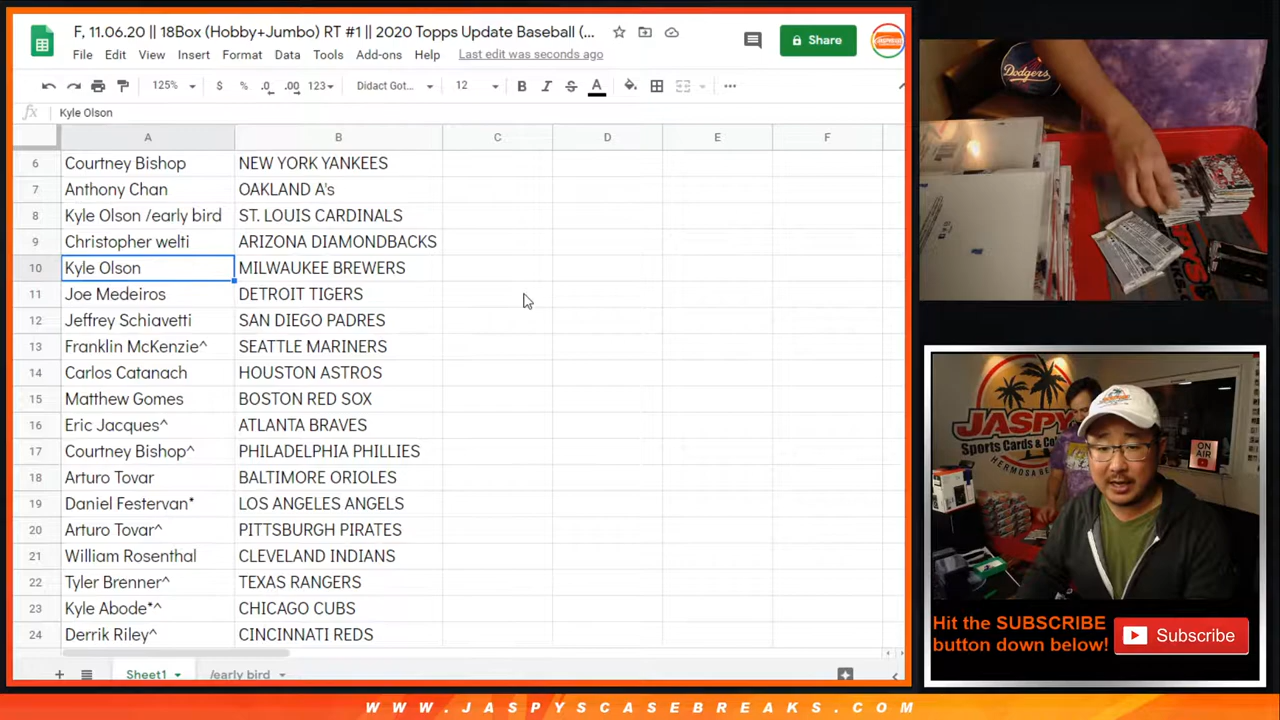 F, 11.06.20 || 18Box (Hobby+Jumbo) RT #1 || 2020 Topps Update Baseball (...
File Edit View Insert Format Data Tools Add-ons Help Last edit was seconds ago
Share
125% $ % .0 .00 123 Didact Got... 12 B I S A
fx Kyle Olson
A B C D E F
6 Courtney Bishop NEW YORK YANKEES
7 Anthony Chan OAKLAND A's
8 Kyle Olson /early bird ST. LOUIS CARDINALS
9 Christopher welti ARIZONA DIAMONDBACKS
10 Kyle Olson MILWAUKEE BREWERS
11 Joe Medeiros DETROIT TIGERS
12 Jeffrey Schiavetti SAN DIEGO PADRES
13 Franklin McKenzie^ SEATTLE MARINERS
14 Carlos Catanach HOUSTON ASTROS
15 Matthew Gomes BOSTON RED SOX
16 Eric Jacques^ ATLANTA BRAVES
17 Courtney Bishop^ PHILADELPHIA PHILLIES
18 Arturo Tovar BALTIMORE ORIOLES
19 Daniel Festervan* LOS ANGELES ANGELS
20 Arturo Tovar^ PITTSBURGH PIRATES
21 William Rosenthal CLEVELAND INDIANS
22 Tyler Brenner^ TEXAS RANGERS
23 Kyle Abode*^ CHICAGO CUBS
24 Derrik Riley^ CINCINNATI REDS
Sheet1 /early bird
Dodgers
JASPY
Sports Cards & Co
HERMOSA BE
ON AIR
Hit the SUBSCRIBE
button down below!
Subscribe
WWW.JASPYSCASEBREAKS.COM